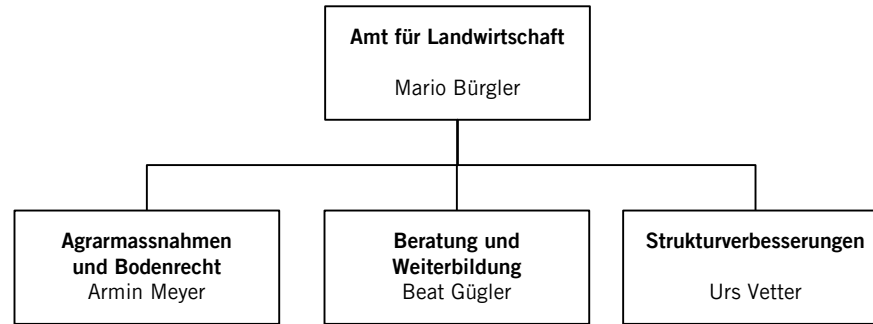 Amt für Landwirtschaft
Mario Bürgler
Agrarmassnahmen
und Bodenrecht
Armin Meyer
Beratung und
Weiterbildung
Beat Gügler
Strukturverbesserungen
Urs Vetter